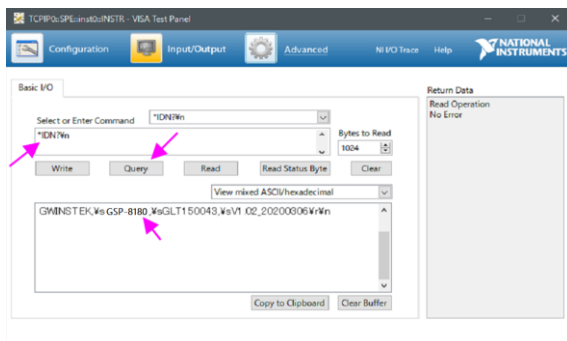 TCPIP0::SPE::inst0::INSTR - VISA Test Panel
Configuration
Input/Output
Advanced
NI I/O Trace
Help
NATIONAL
INSTRUMENTS
Basic I/O
Return Data
Read Operation
No Error
Select or Enter Command
*IDN?¥n
*IDN?¥n
Bytes to Read
1024
Write
Query
Read
Read Status Byte
Clear
View mixed ASCII/hexadecimal
GWINSTEK,¥sGSP-8180,¥sGLT150043,¥sV1.02_20200306¥r¥n
Copy to Clipboard
Clear Buffer